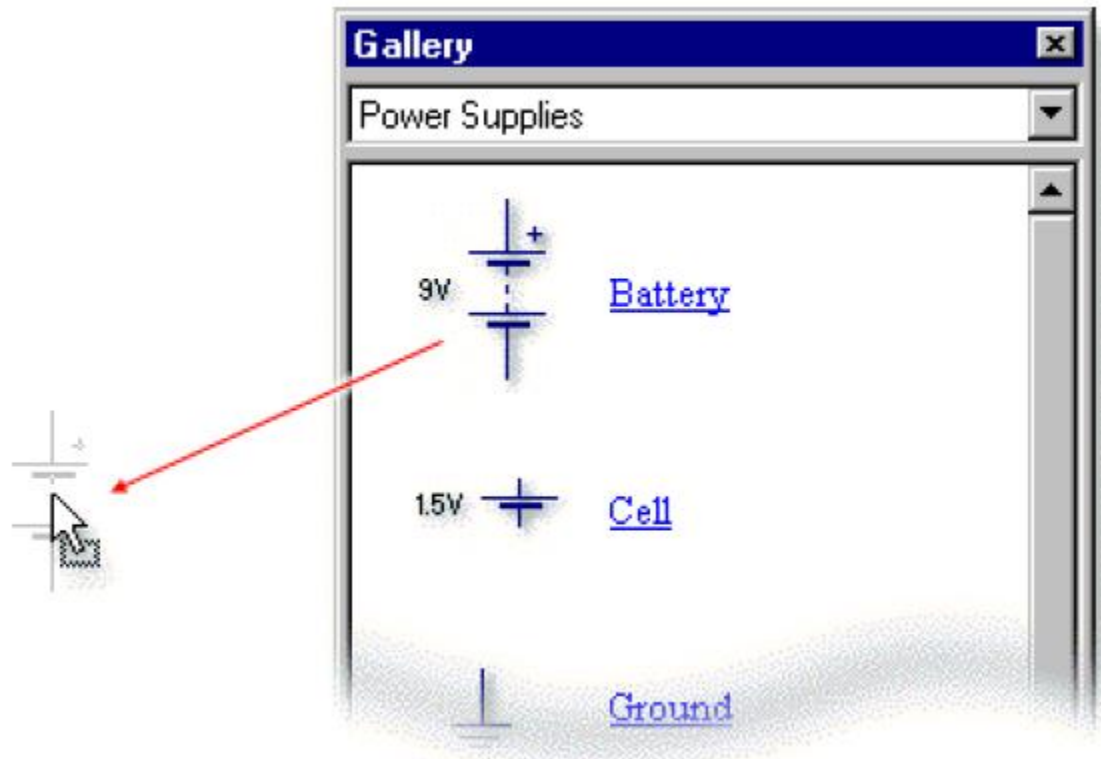 Gallery
Power Supplies
+
9V Battery
+
1.5V Cell
Ground